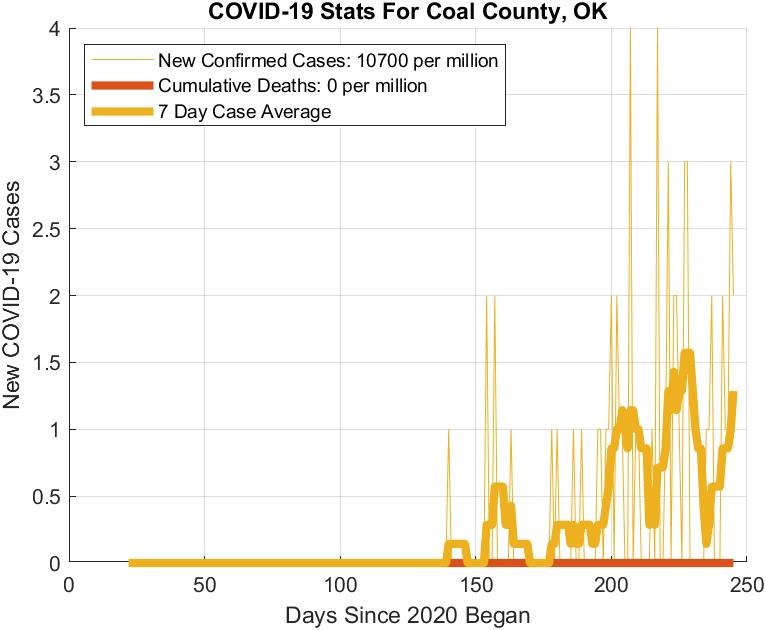 COVID-19 Stats For Coal County, OK
New Confirmed Cases: 10700 per million
Cumulative Deaths: 0 per million
7 Day Case Average
New COVID-19 Cases
4
3.5
3
2.5
2
1.5
1
0.5
0
0 50 100 150 200 250
Days Since 2020 Began